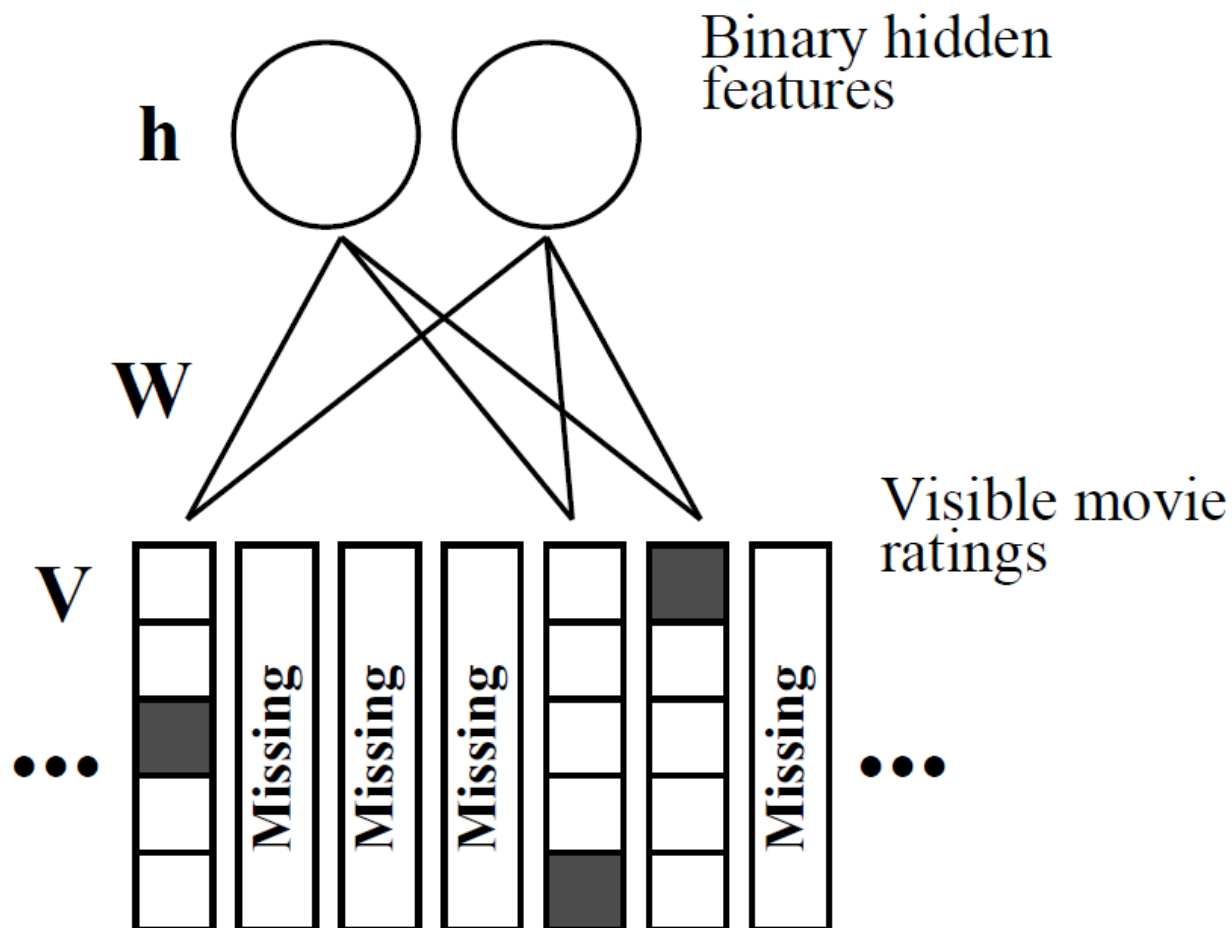 Binary hidden
features
h
W
Visible movie
ratings
V
Missing
Missing
Missing
Missing
••• 
•••